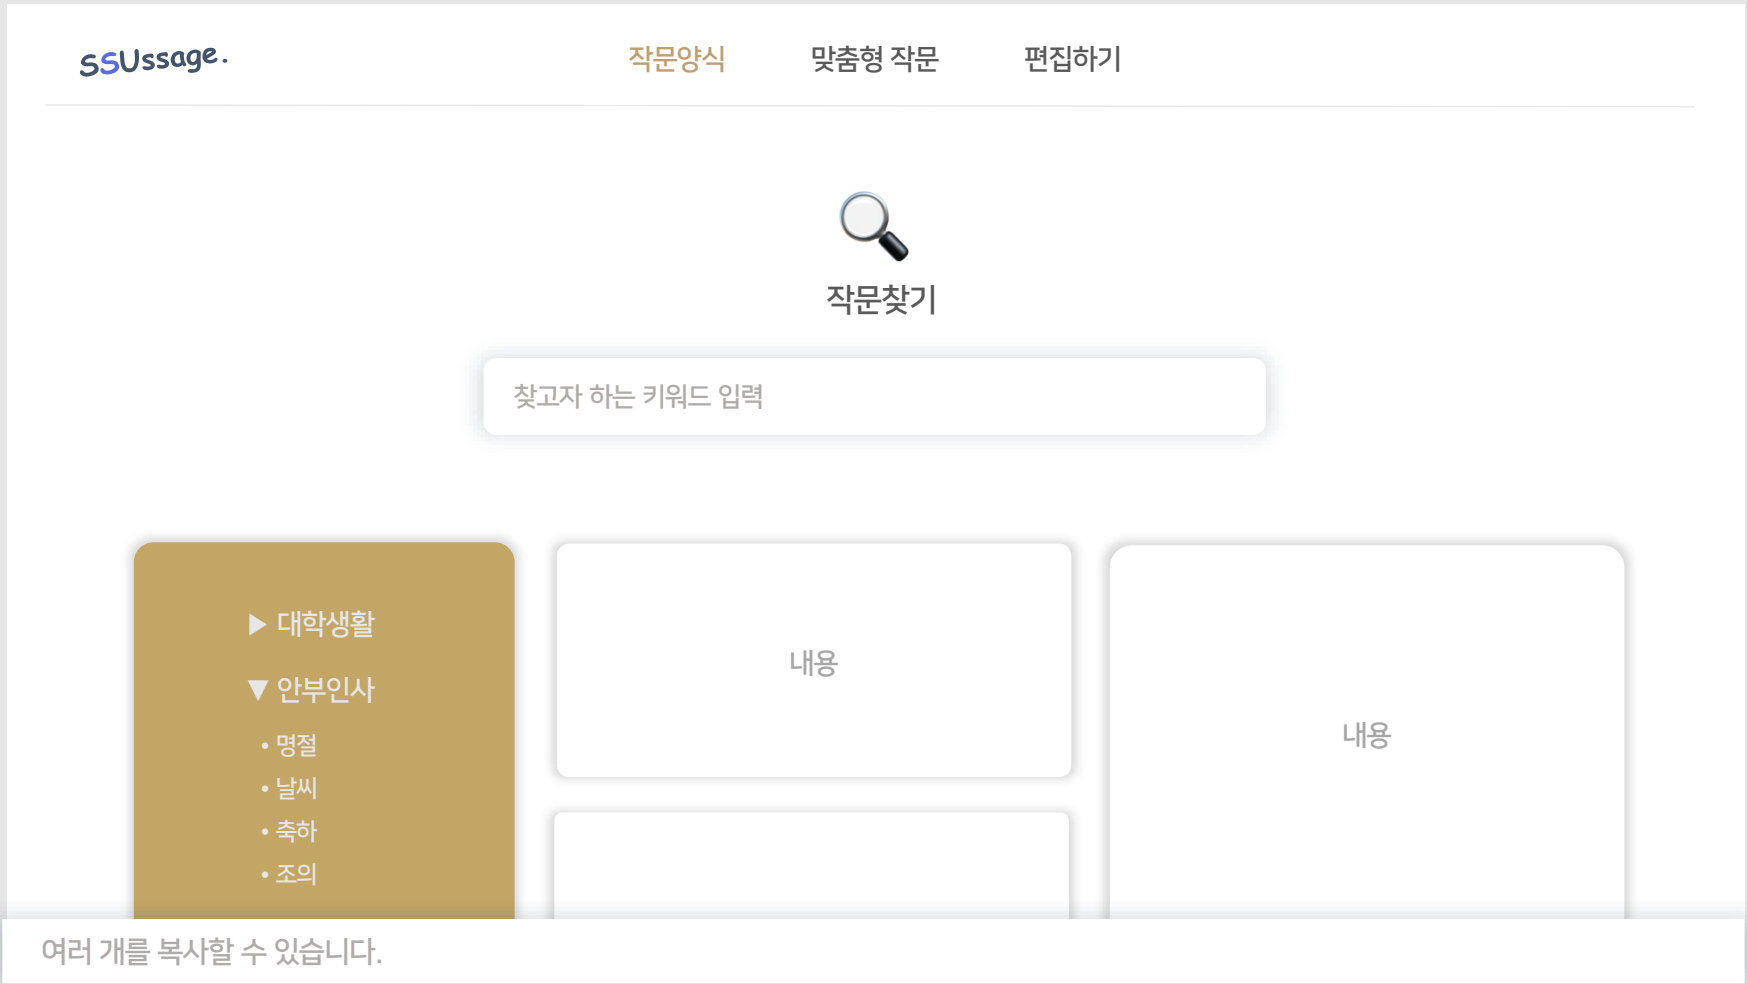 SSUssage.
작문양식
맞춤형 작문
편집하기
작문찾기
찾고자 하는 키워드 입력
▶ 대학생활
▼ 안부인사
• 명절
• 날씨
• 축하
• 조의
내용
내용
여러 개를 복사할 수 있습니다.